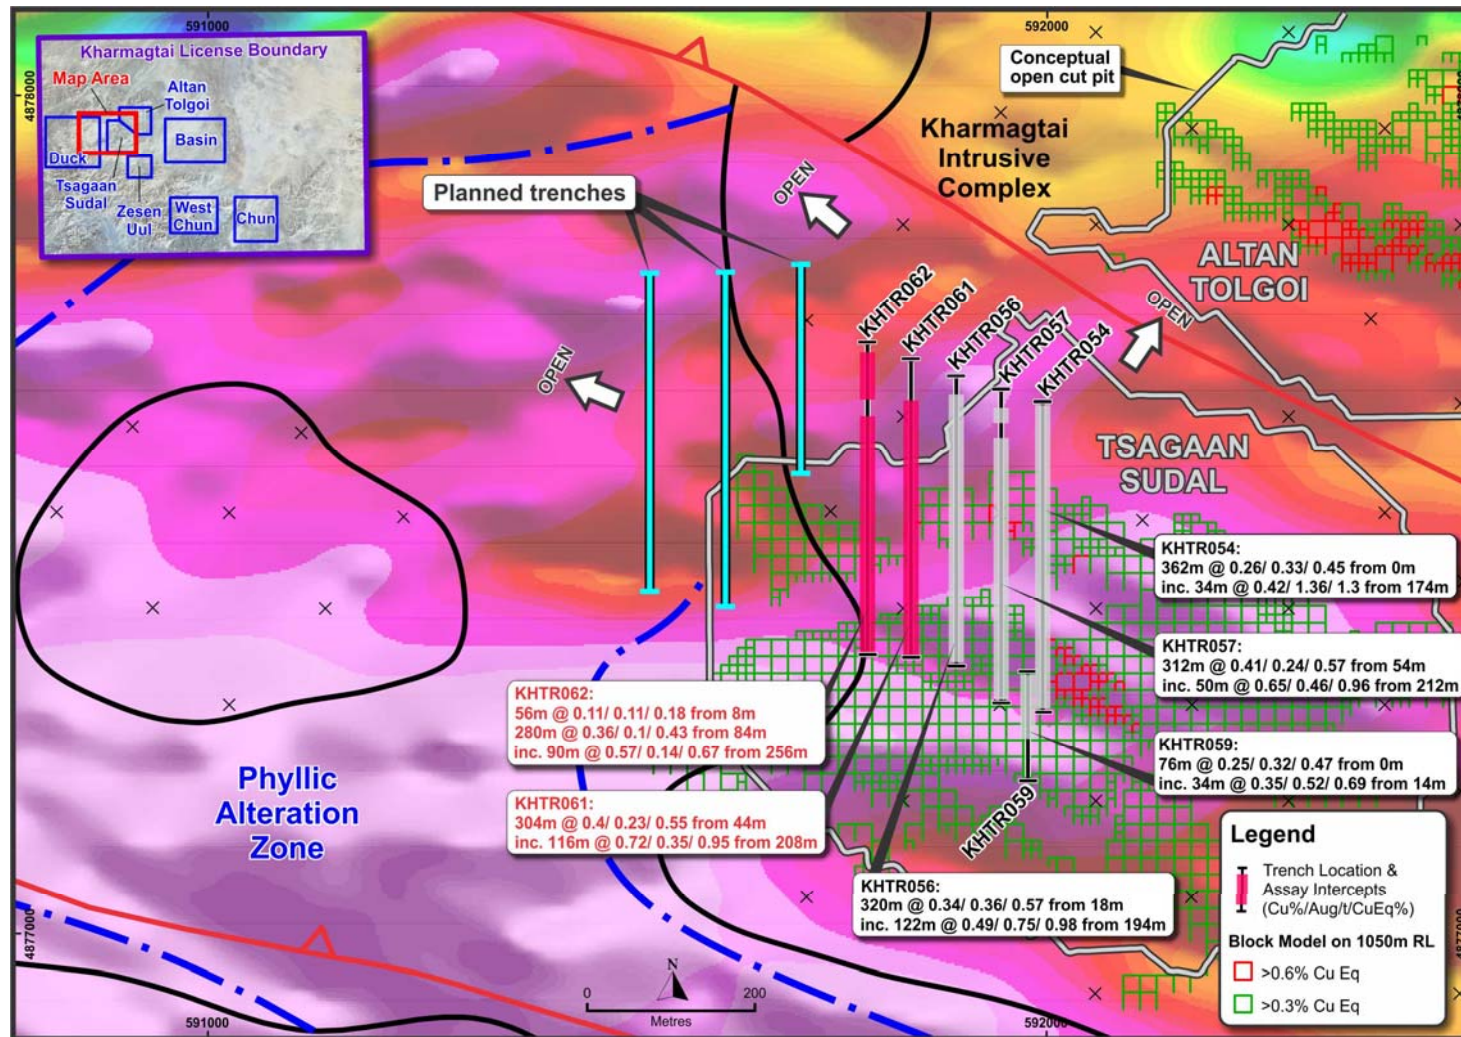 591000
592000
4878000
4878000
Kharmagtai License Boundary
Map Area
Altan
Tolgoi
Basin
Duck
Tsagaan
Sudal
Zesen
Uul
West
Chun
Chun
Conceptual
open cut pit
Kharmagtai
Intrusive
Complex
Planned trenches
OPEN
OPEN
OPEN
ALTAN
TOLGOI
KHTR062
KHTR061
KHTR056
KHTR057
KHTR054
TSAGAAN
SUDAL
KHTR054:
362m @ 0.26/ 0.33/ 0.45 from 0m
inc. 34m @ 0.42/ 1.36/ 1.3 from 174m
KHTR057:
312m @ 0.41/ 0.24/ 0.57 from 54m
inc. 50m @ 0.65/ 0.46/ 0.96 from 212m
KHTR062:
56m @ 0.11/ 0.11/ 0.18 from 8m
280m @ 0.36/ 0.1/ 0.43 from 84m
inc. 90m @ 0.57/ 0.14/ 0.67 from 256m
KHTR059:
76m @ 0.25/ 0.32/ 0.47 from 0m
inc. 34m @ 0.35/ 0.52/ 0.69 from 14m
KHTR061:
304m @ 0.4/ 0.23/ 0.55 from 44m
inc. 116m @ 0.72/ 0.35/ 0.95 from 208m
KHTR059
Phyllic
Alteration
Zone
KHTR056:
320m @ 0.34/ 0.36/ 0.57 from 18m
inc. 122m @ 0.49/ 0.75/ 0.98 from 194m
Legend
Trench Location &
Assay Intercepts
(Cu%/Aug/t/CuEq%)
Block Model on 1050m RL
>0.6% Cu Eq
>0.3% Cu Eq
N
0 200
Metres
4877000
4877000
591000
592000